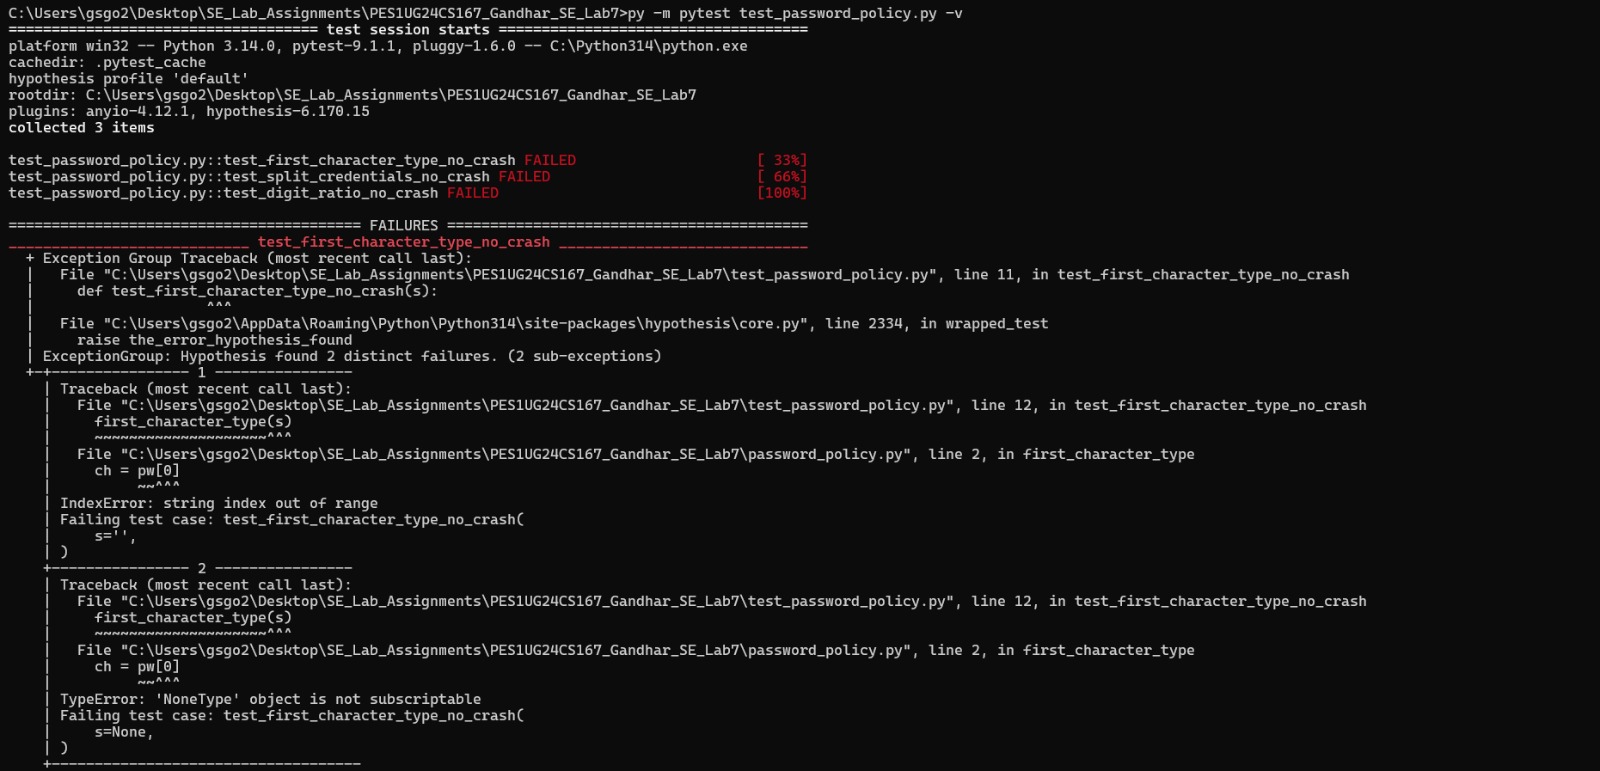 C:\Users\gsgo2\Desktop\SE_Lab_Assignments\PES1UG24CS167_Gandhar_SE_Lab7>py -m pytest test_password_policy.py -v
==================================== test session starts ====================================
platform win32 -- Python 3.14.0, pytest-9.1.1, pluggy-1.6.0 -- C:\Python314\python.exe
cachedir: .pytest_cache
hypothesis profile 'default'
rootdir: C:\Users\gsgo2\Desktop\SE_Lab_Assignments\PES1UG24CS167_Gandhar_SE_Lab7
plugins: anyio-4.12.1, hypothesis-6.170.15
collected 3 items

test_password_policy.py::test_first_character_type_no_crash FAILED                     [ 33%]
test_password_policy.py::test_split_credentials_no_crash FAILED                        [ 66%]
test_password_policy.py::test_digit_ratio_no_crash FAILED                              [100%]

========================================= FAILURES ==========================================
____________________________ test_first_character_type_no_crash _____________________________
  + Exception Group Traceback (most recent call last):
  |   File "C:\Users\gsgo2\Desktop\SE_Lab_Assignments\PES1UG24CS167_Gandhar_SE_Lab7\test_password_policy.py", line 11, in test_first_character_type_no_crash
  |     def test_first_character_type_no_crash(s):
  |                    ^^^
  |   File "C:\Users\gsgo2\AppData\Roaming\Python\Python314\site-packages\hypothesis\core.py", line 2334, in wrapped_test
  |     raise the_error_hypothesis_found
  | ExceptionGroup: Hypothesis found 2 distinct failures. (2 sub-exceptions)
  +-+---------------- 1 ----------------
    | Traceback (most recent call last):
    |   File "C:\Users\gsgo2\Desktop\SE_Lab_Assignments\PES1UG24CS167_Gandhar_SE_Lab7\test_password_policy.py", line 12, in test_first_character_type_no_crash
    |     first_character_type(s)
    |     ~~~~~~~~~~~~~~~~~~~~^^^
    |   File "C:\Users\gsgo2\Desktop\SE_Lab_Assignments\PES1UG24CS167_Gandhar_SE_Lab7\password_policy.py", line 2, in first_character_type
    |     ch = pw[0]
    |          ~~^^^
    | IndexError: string index out of range
    | Failing test case: test_first_character_type_no_crash(
    |     s='',
    | )
    +---------------- 2 ----------------
    | Traceback (most recent call last):
    |   File "C:\Users\gsgo2\Desktop\SE_Lab_Assignments\PES1UG24CS167_Gandhar_SE_Lab7\test_password_policy.py", line 12, in test_first_character_type_no_crash
    |     first_character_type(s)
    |     ~~~~~~~~~~~~~~~~~~~~^^^
    |   File "C:\Users\gsgo2\Desktop\SE_Lab_Assignments\PES1UG24CS167_Gandhar_SE_Lab7\password_policy.py", line 2, in first_character_type
    |     ch = pw[0]
    |          ~~^^^
    | TypeError: 'NoneType' object is not subscriptable
    | Failing test case: test_first_character_type_no_crash(
    |     s=None,
    | )
    +------------------------------------